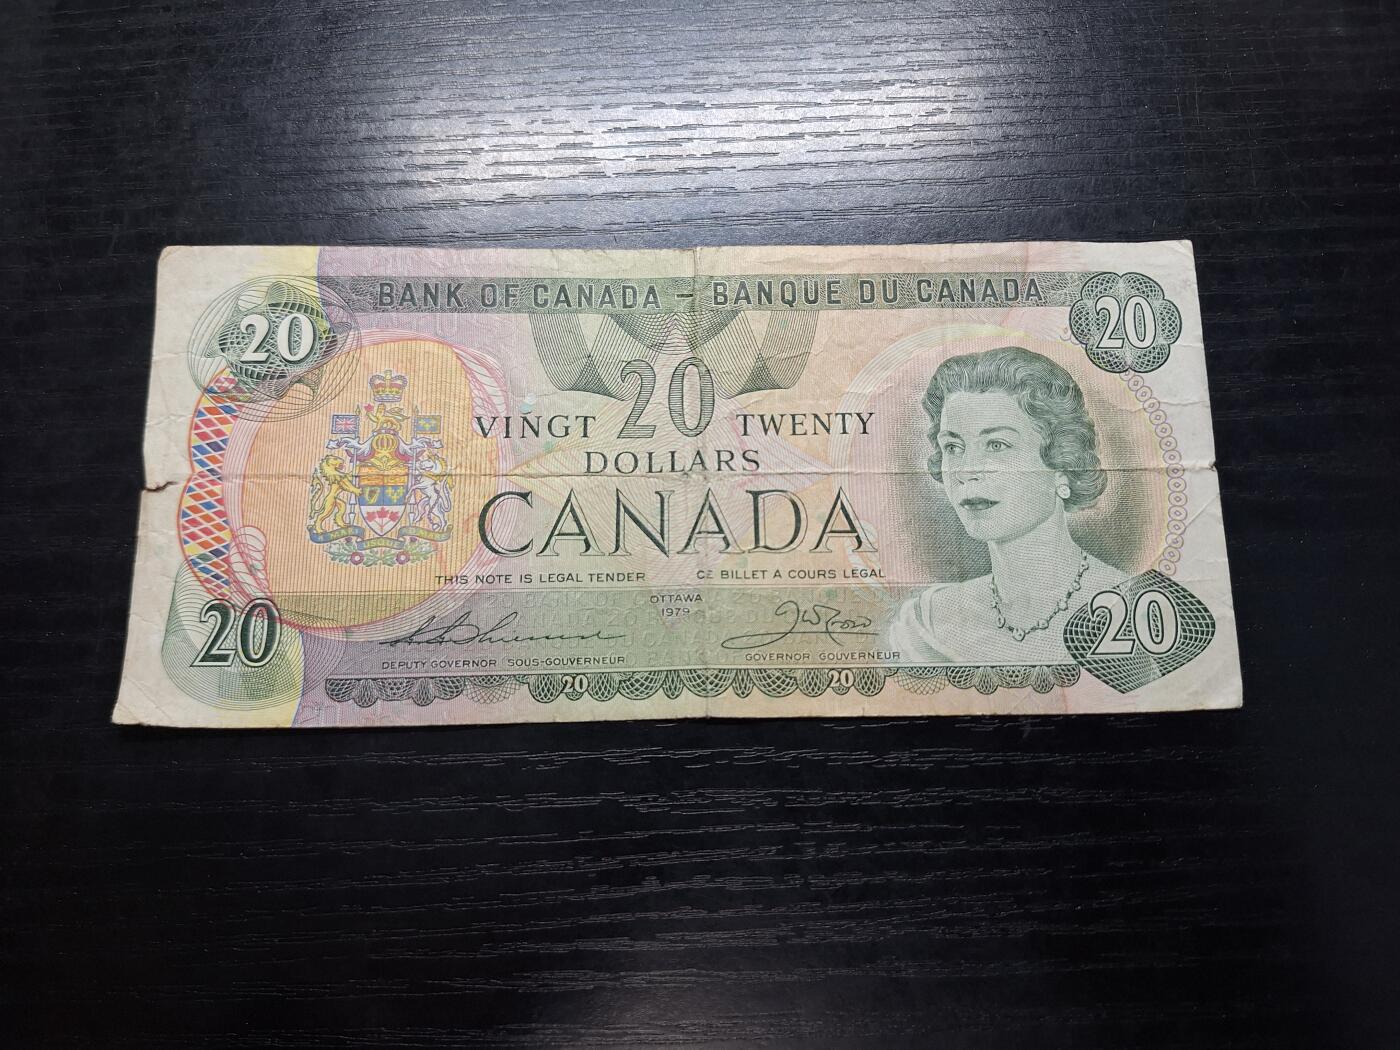 BANK OF CANADA – BANQUE DU CANADA
20
20
20
VINGT
TWENTY
DOLLARS
CANADA
THIS NOTE IS LEGAL TENDER
CE BILLET A COURS LEGAL
OTTAWA
1979
DEPUTY GOVERNOR SOUS-GOUVERNEUR
GOVERNOR GOUVERNEUR
20
20
20
20